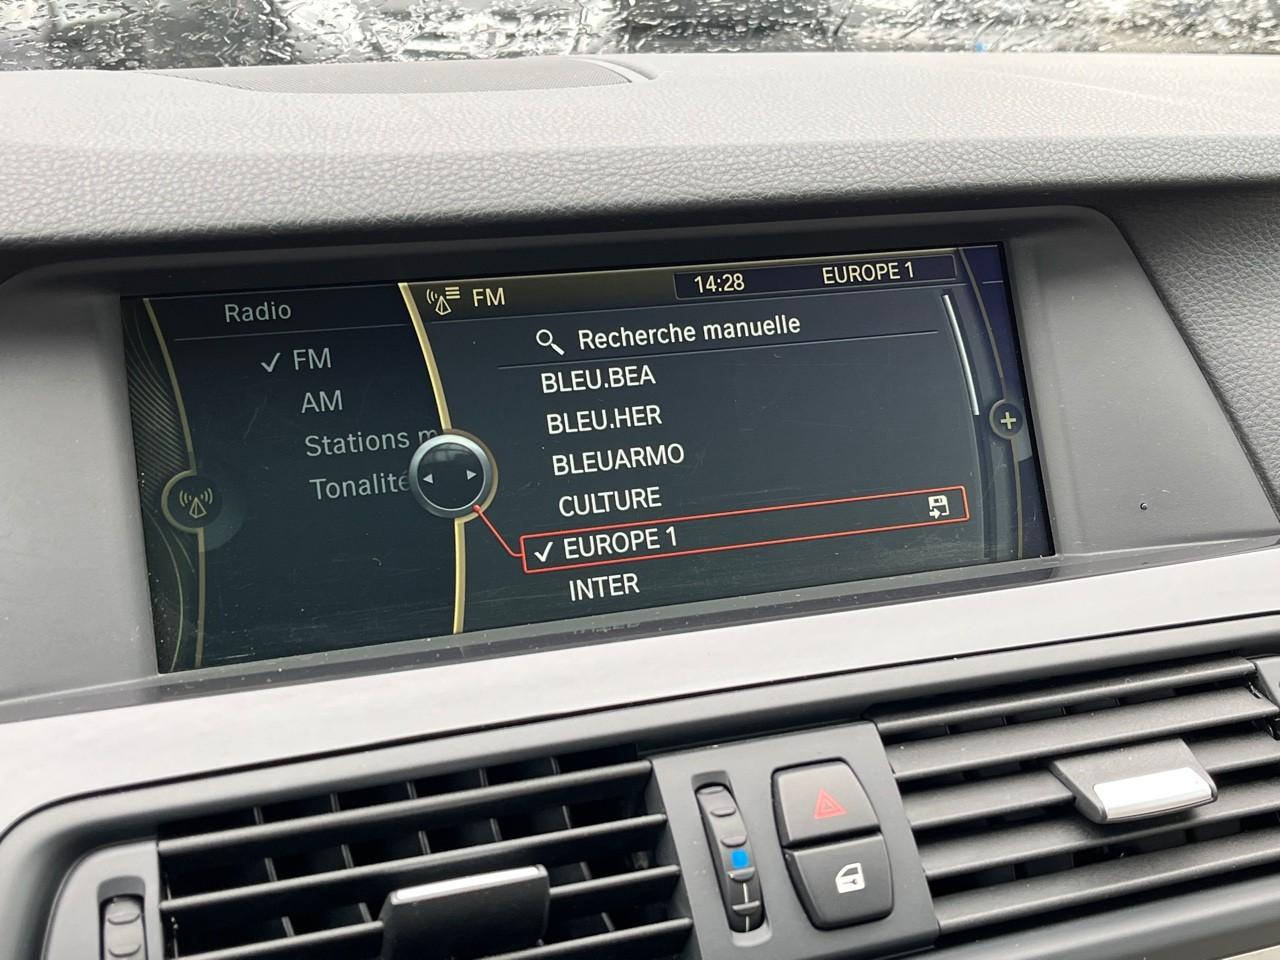 Radio
FM
AM
Stations m
Tonalité
FM
14:28
EUROPE 1
Recherche manuelle
BLEU.BEA
BLEU.HER
BLEUARMO
CULTURE
EUROPE 1
INTER